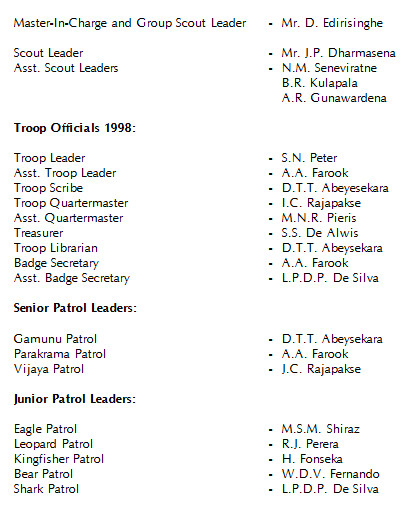 Master-In-Charge and Group Scout Leader - Mr. D. Edirisinghe
Scout Leader - Mr. J.P. Dharmasena
Asst. Scout Leaders - N.M. Seneviratne
B.R. Kulapala
A.R. Gunawardena
Troop Officials 1998:
Troop Leader - S.N. Peter
Asst. Troop Leader - A.A. Farook
Troop Scribe - D.T.T. Abeyesekara
Troop Quartermaster - I.C. Rajapakse
Asst. Quartermaster - M.N.R. Pieris
Treasurer - S.S. De Alwis
Troop Librarian - D.T.T. Abeysekara
Badge Secretary - A.A. Farook
Asst. Badge Secretary - L.P.D.P. De Silva
Senior Patrol Leaders:
Gamunu Patrol - D.T.T. Abeysekara
Parakrama Patrol - A.A. Farook
Vijaya Patrol - J.C. Rajapakse
Junior Patrol Leaders:
Eagle Patrol - M.S.M. Shiraz
Leopard Patrol - R.J. Perera
Kingfisher Patrol - H. Fonseka
Bear Patrol - W.D.V. Fernando
Shark Patrol - L.P.D.P. De Silva